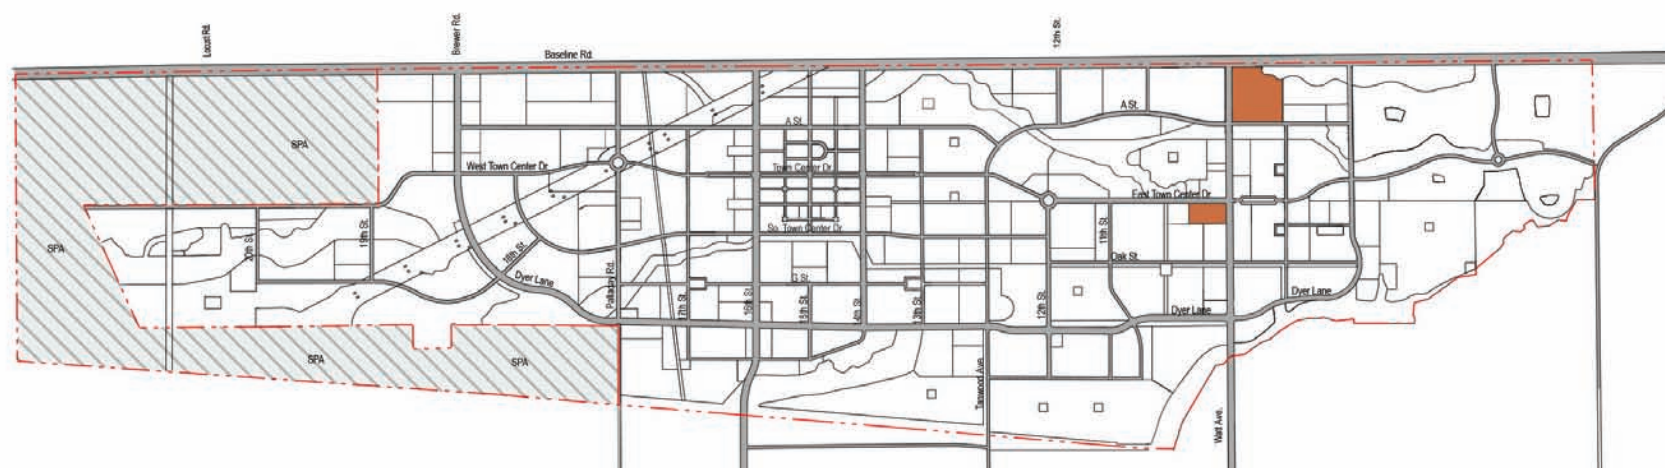 Locust Rd.
Brewer Rd.
Baseline Rd.
12th St.
A St.
A St.
SPA
West Town Center Dr.
Town Center Dr.
East Town Center Dr.
So. Town Center Dr.
20th St.
19th St.
18th St.
11th St.
Oak St.
SPA
Dyer Lane
Palladay Rd.
G St.
17th St.
16th St.
15th St.
14th St.
13th St.
12th St.
Dyer Lane
Dyer Lane
SPA
SPA
Tanwood Ave.
Watt Ave.